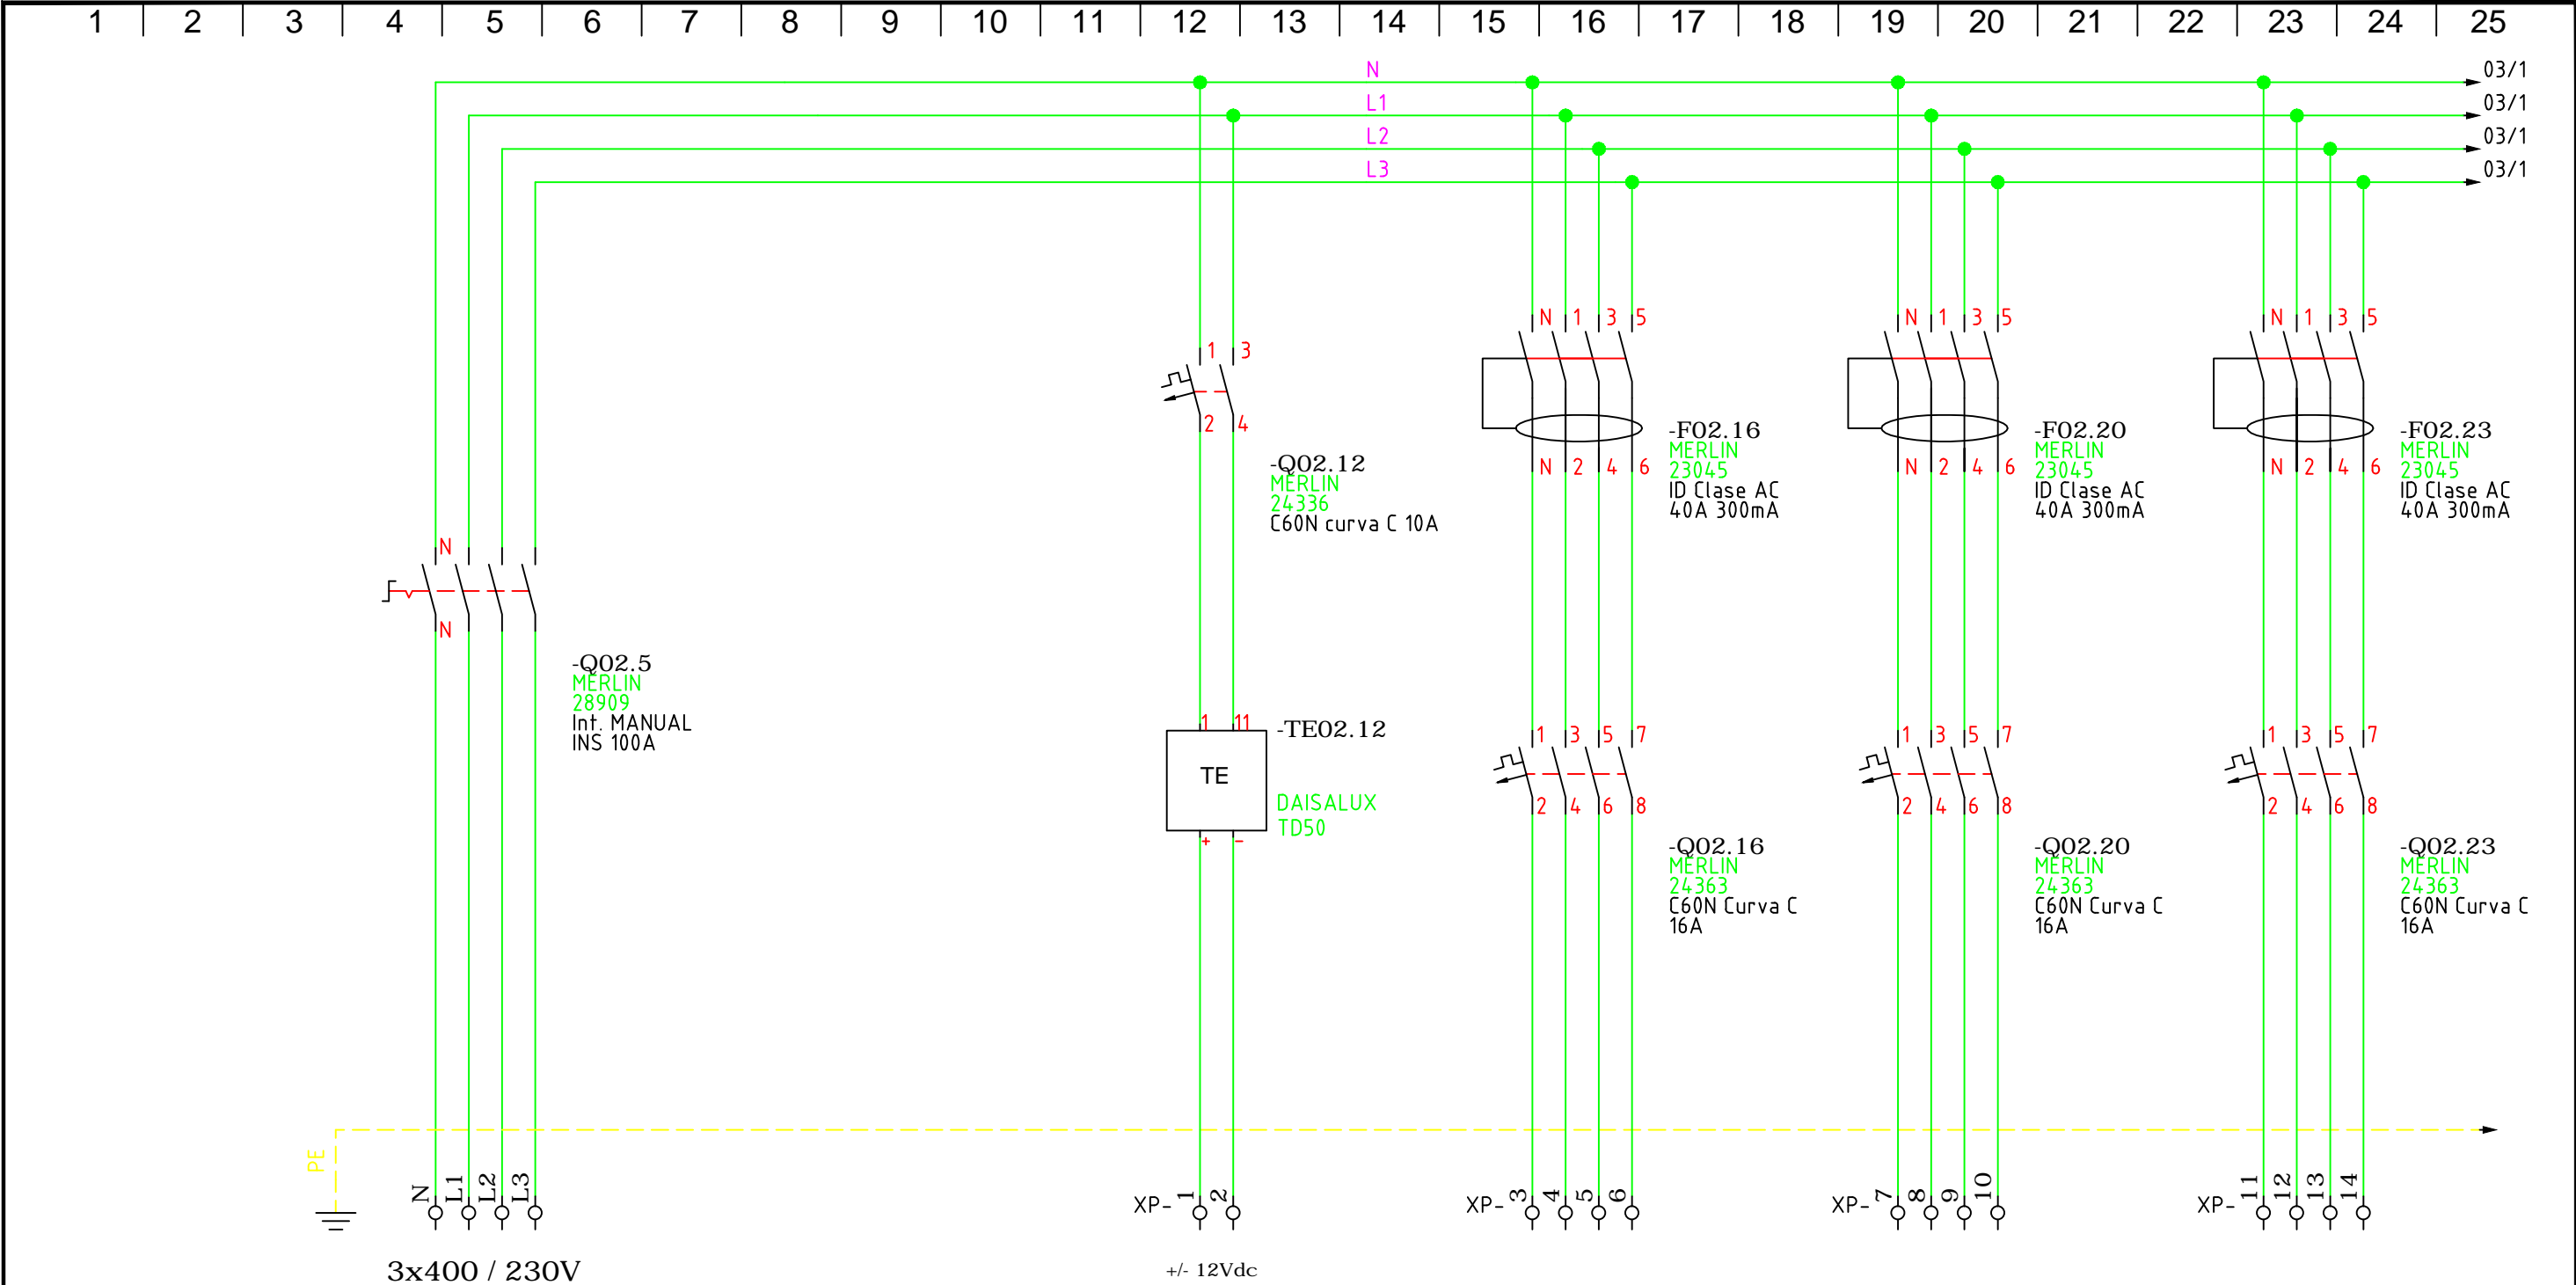 1 2 3 4 5 6 7 8 9 10 11 12 13 14 15 16 17 18 19 20 21 22 23 24 25
N 03/1
L1 03/1
L2 03/1
L3 03/1
N
N
-Q02.5
MERLIN
28909
Int. MANUAL
INS 100A
1 3
2 4
-Q02.12
MERLIN
24336
C60N curva C 10A
1 11
-TE02.12
TE
DAISALUX
TD50
+ -
N 1 3 5
N 2 4 6
-F02.16
MERLIN
23045
ID Clase AC
40A 300mA
1 3 5 7
2 4 6 8
-Q02.16
MERLIN
24363
C60N Curva C
16A
N 1 3 5
N 2 4 6
-F02.20
MERLIN
23045
ID Clase AC
40A 300mA
1 3 5 7
2 4 6 8
-Q02.20
MERLIN
24363
C60N Curva C
16A
N 1 3 5
N 2 4 6
-F02.23
MERLIN
23045
ID Clase AC
40A 300mA
1 3 5 7
2 4 6 8
-Q02.23
MERLIN
24363
C60N Curva C
16A
PE
N L1 L2 L3
XP- 1 2
XP- 3 4 5 6
XP- 7 8 9 10
XP- 11 12 13 14
3x400 / 230V
+/- 12Vdc